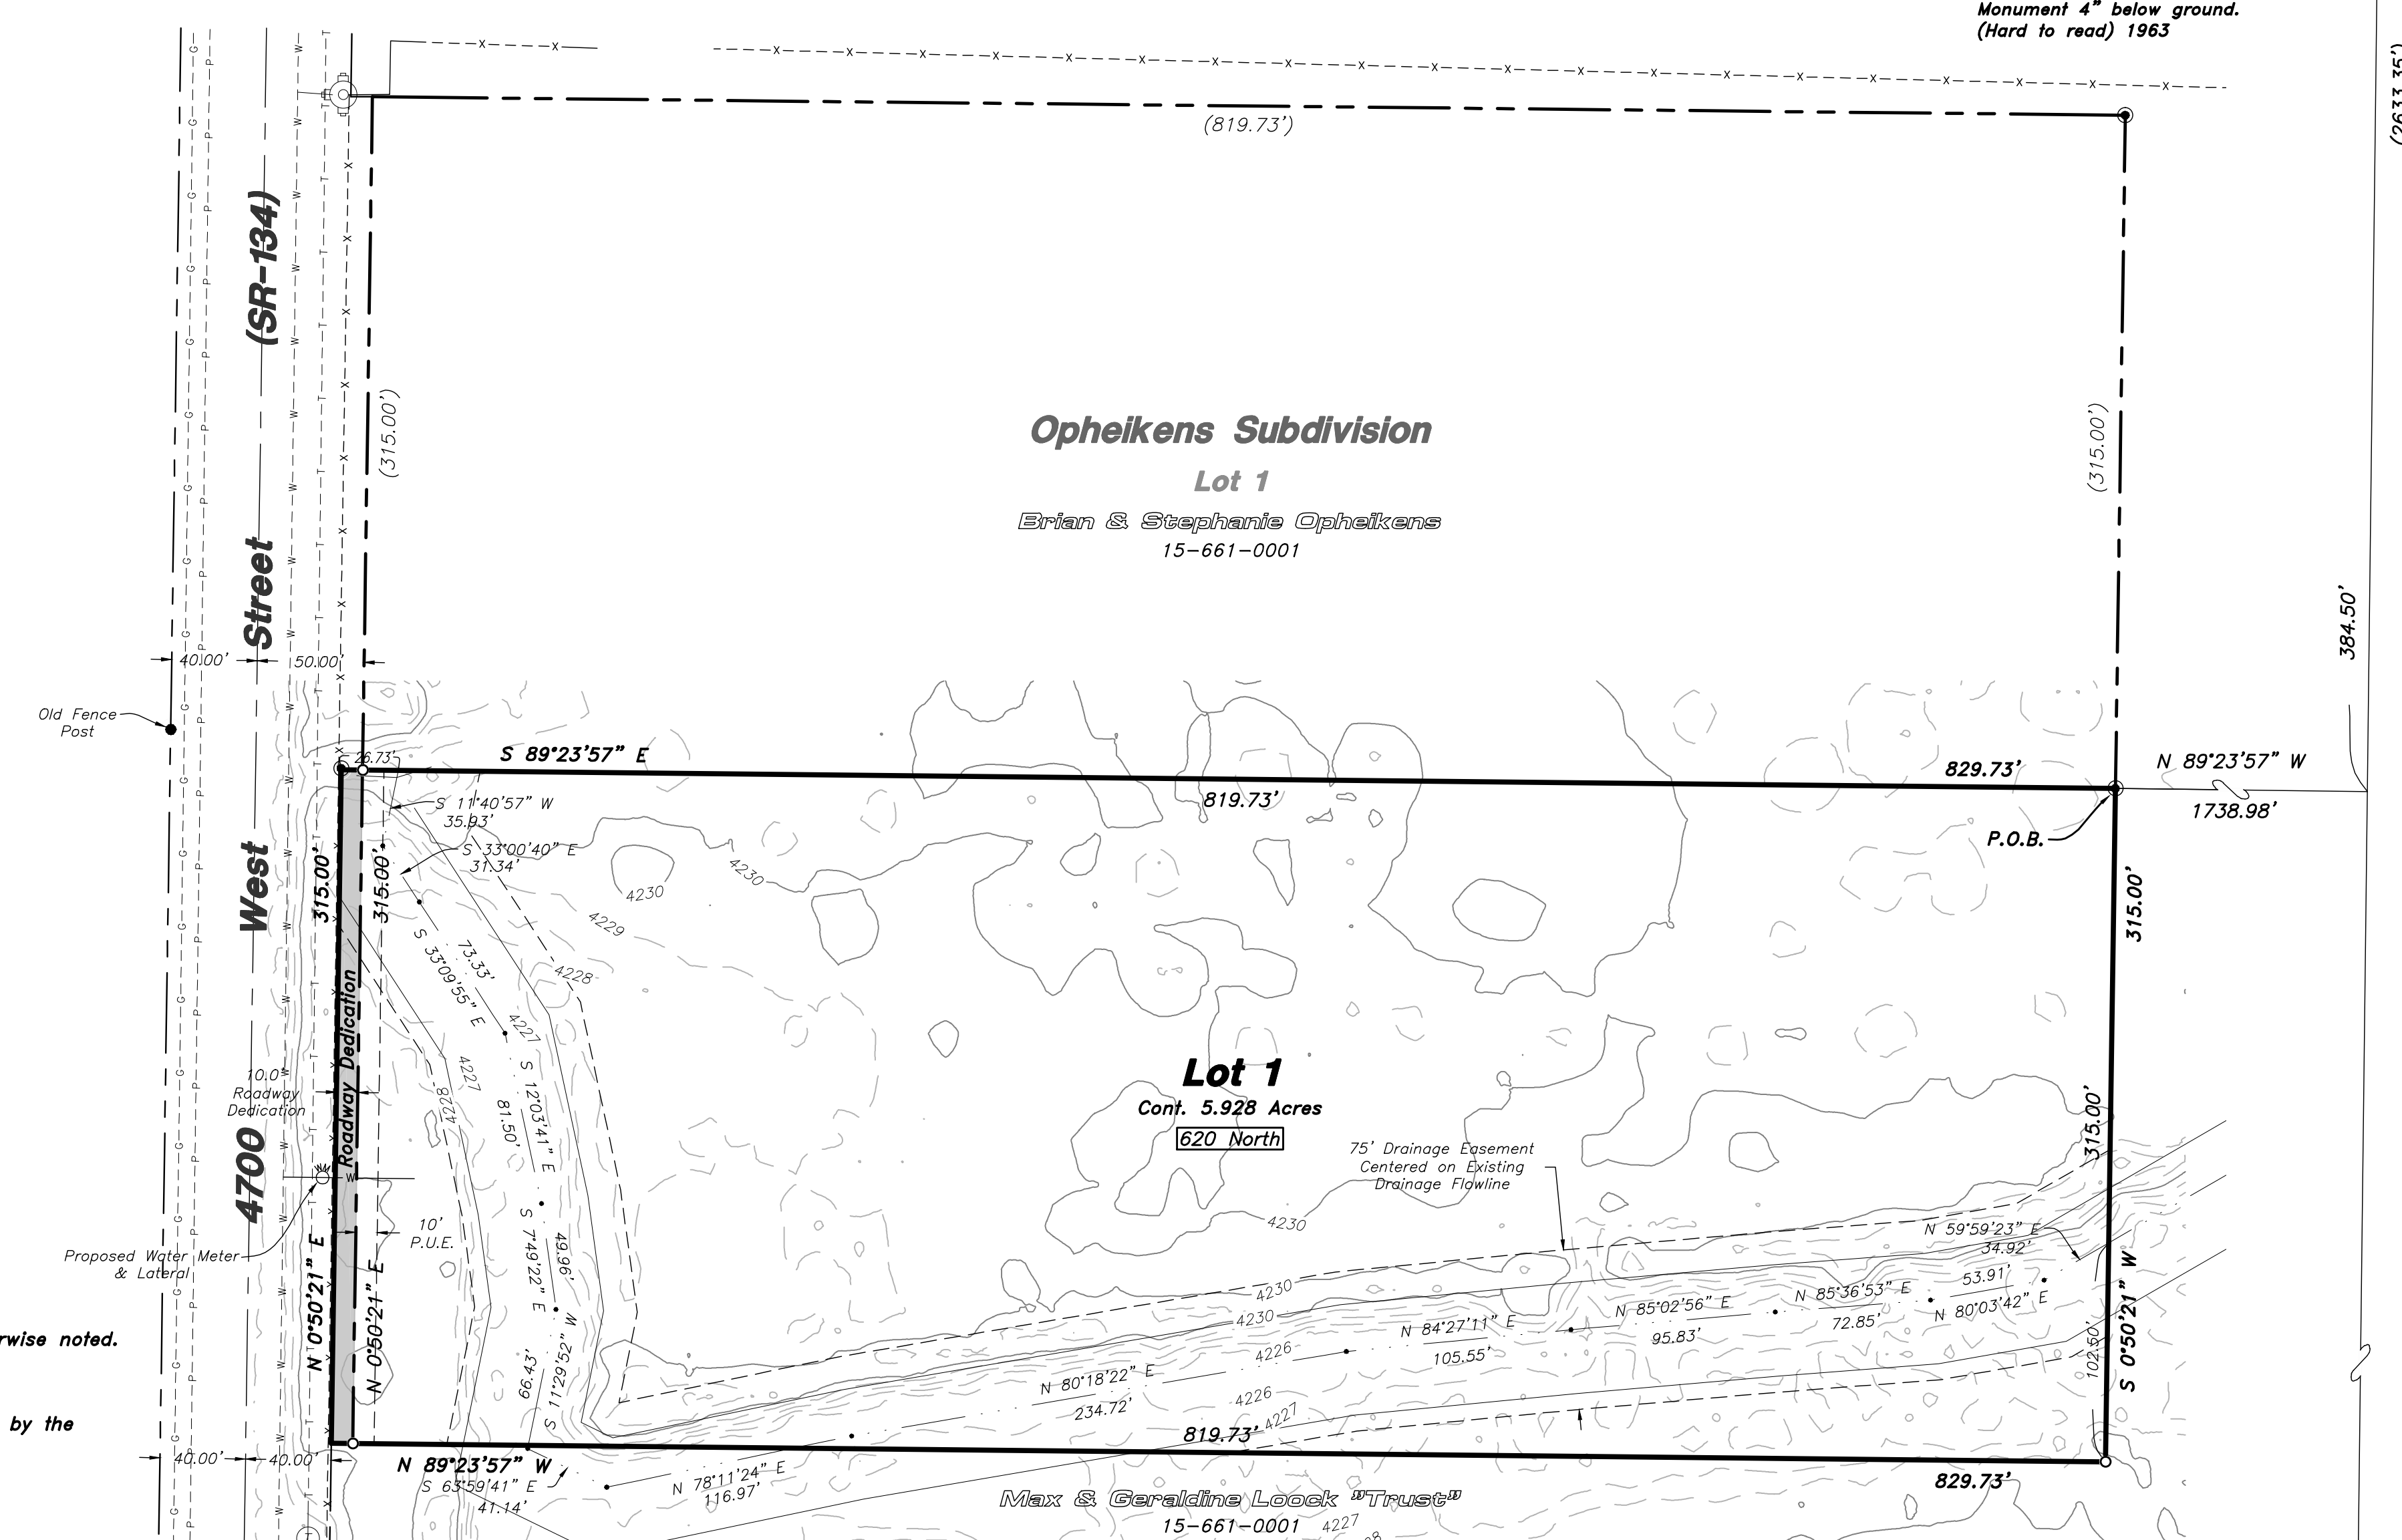 Monument 4" below ground.
(Hard to read) 1963
(2633.35')
(819.73')
4700 West Street (SR-134)
(315.00')
(315.00')
Opheikens Subdivision
Lot 1
Brian & Stephanie Opheikens
15-661-0001
384.50'
40.00'
50.00'
Old Fence
Post
26.73'
S 89°23'57" E
829.73'
819.73'
N 89°23'57" W
1738.98'
P.O.B.
S 11°40'57" W
35.93'
S 33°00'40" E
31.34'
315.00'
315.00'
315.00'
315.00'
4230
4230
4229
4228
73.33'
S 33°09'55" E
4227
4227
4228
Roadway Dedication
10.0'
Roadway
Dedication
S 12°03'41" E
81.50'
Lot 1
Cont. 5.928 Acres
620 North
75' Drainage Easement
Centered on Existing
Drainage Flowline
W
10'
P.U.E.
Proposed Water Meter
& Lateral
N 0°50'21" E
N 0°50'21" E
S 7°49'22" E
49.96'
66.43'
S 11°29'52" W
4230
4230
4230
4226
4226
4227
N 59°59'23" E
34.92'
53.91'
N 80°03'42" E
N 85°36'53" E
72.85'
N 85°02'56" E
95.83'
N 84°27'11" E
105.55'
N 80°18'22" E
234.72'
102.50'
S 0°50'21" W
rwise noted.
by the
40.00'
40.00'
N 89°23'57" W
S 63°59'41" E
41.14'
N 78°11'24" E
116.97'
819.73'
829.73'
Max & Geraldine Loock "Trust"
15-661-0001
4227